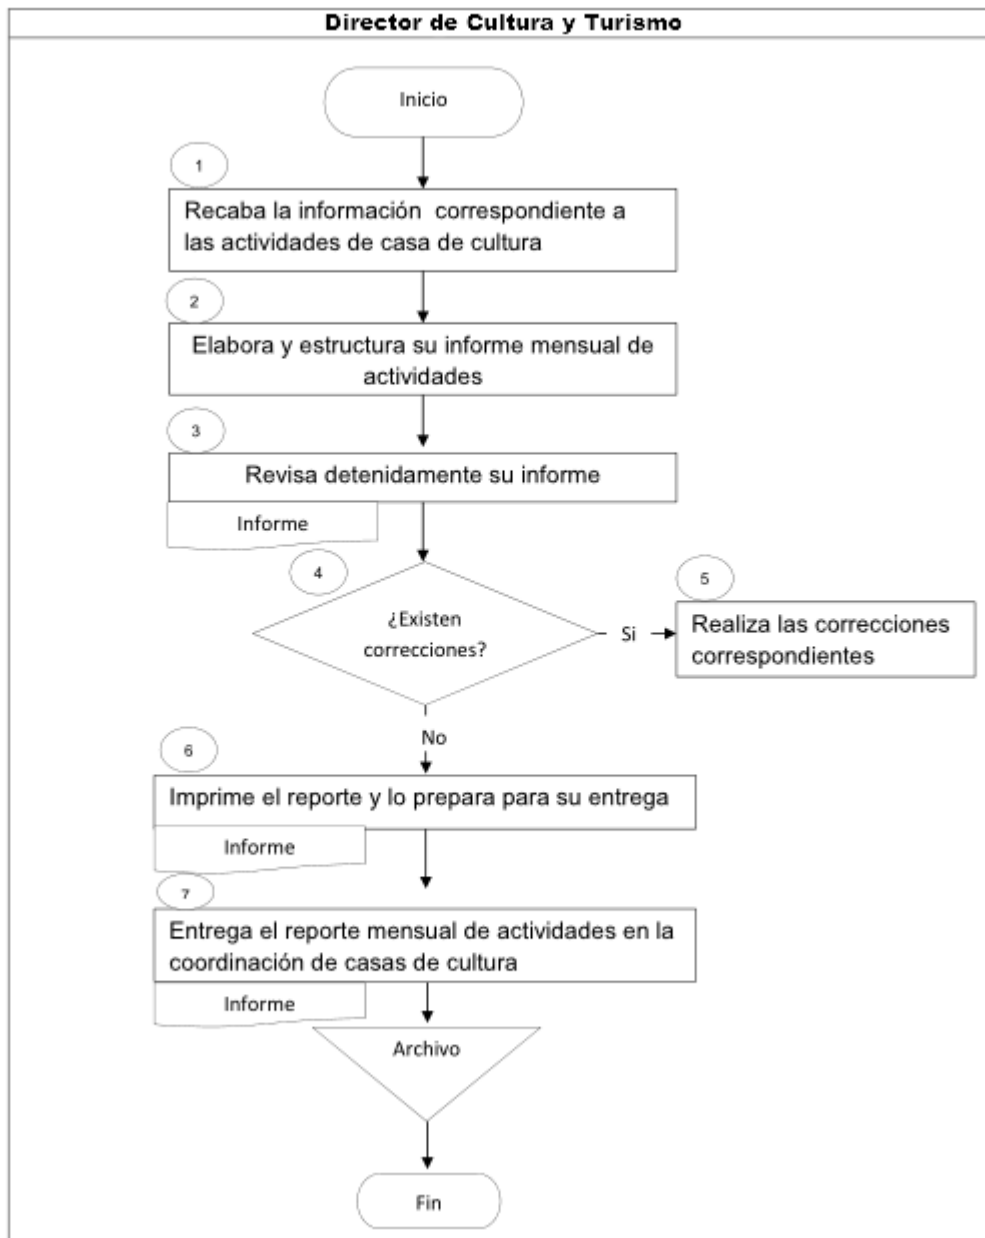 Director de Cultura y Turismo
Inicio
1
Recaba la información correspondiente a
las actividades de casa de cultura
2
Elabora y estructura su informe mensual de
actividades
3
Revisa detenidamente su informe
Informe
4
¿Existen
correcciones?
Si
5
Realiza las correcciones
correspondientes
No
6
Imprime el reporte y lo prepara para su entrega
Informe
7
Entrega el reporte mensual de actividades en la
coordinación de casas de cultura
Informe
Archivo
Fin